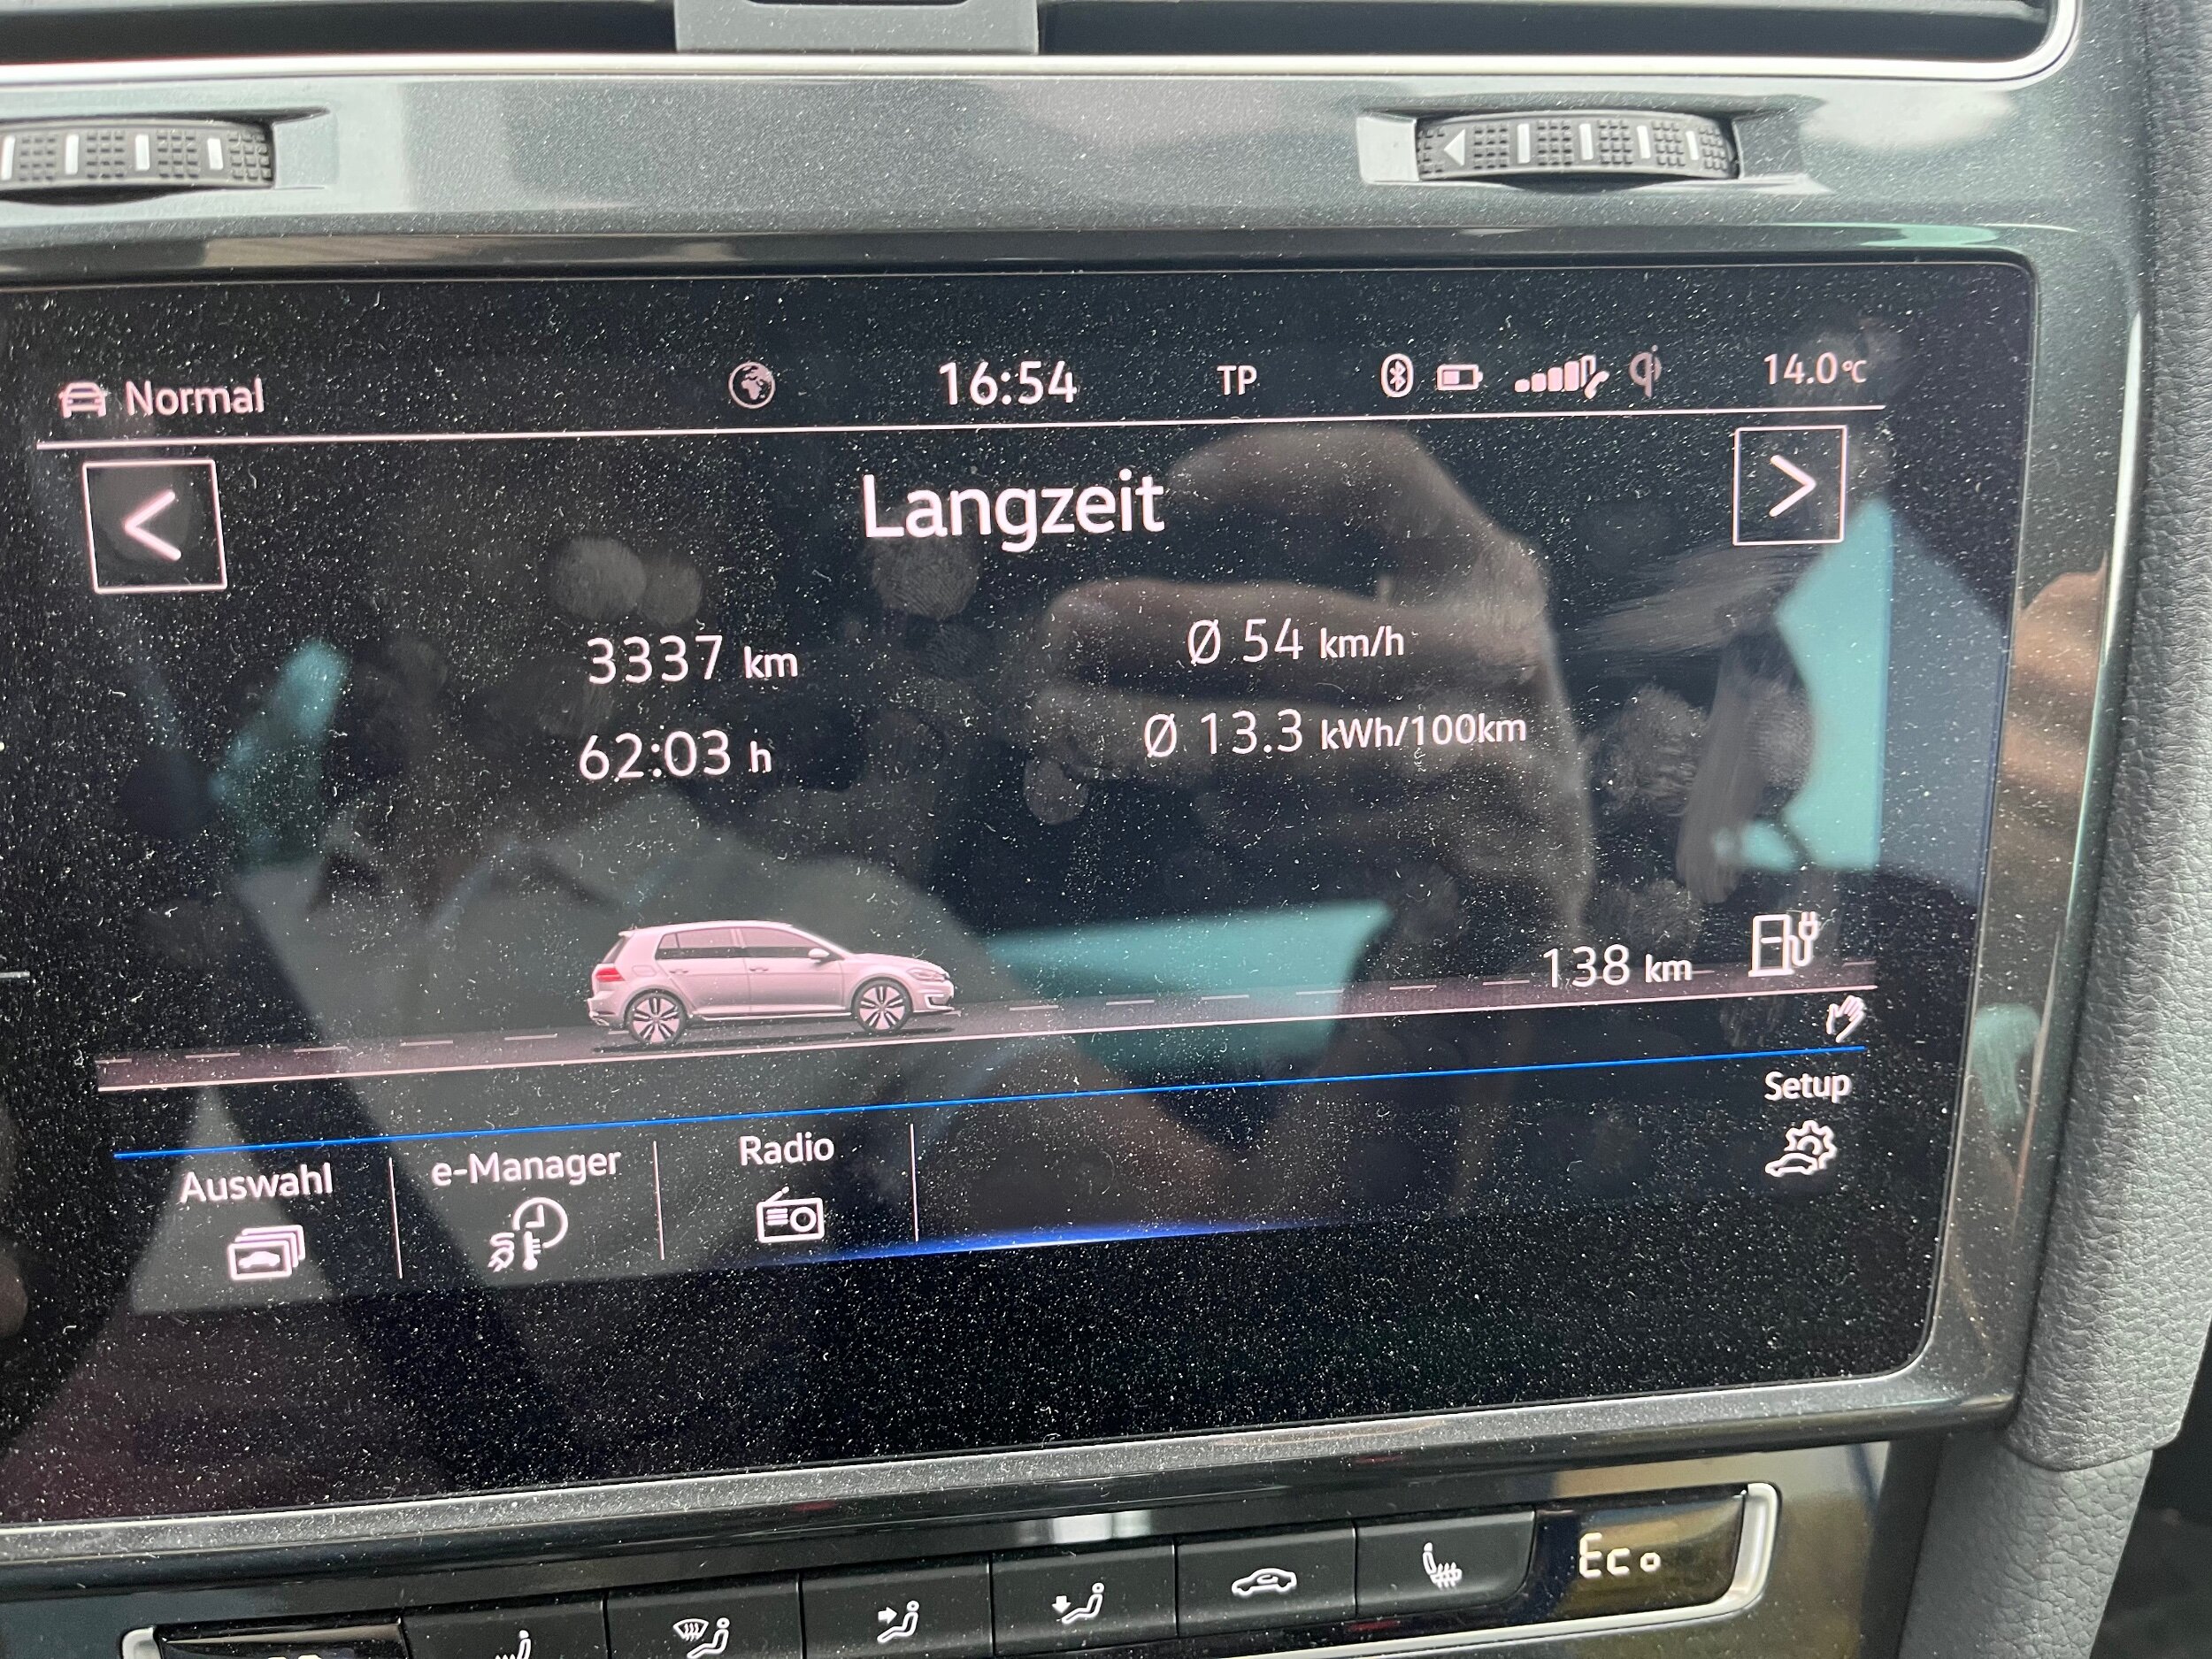 Normal 16:54 TP 14.0°C
Langzeit
3337 km Ø 54 km/h
62:03 h Ø 13.3 kWh/100km
138 km
Setup
Auswahl e-Manager Radio
Eco